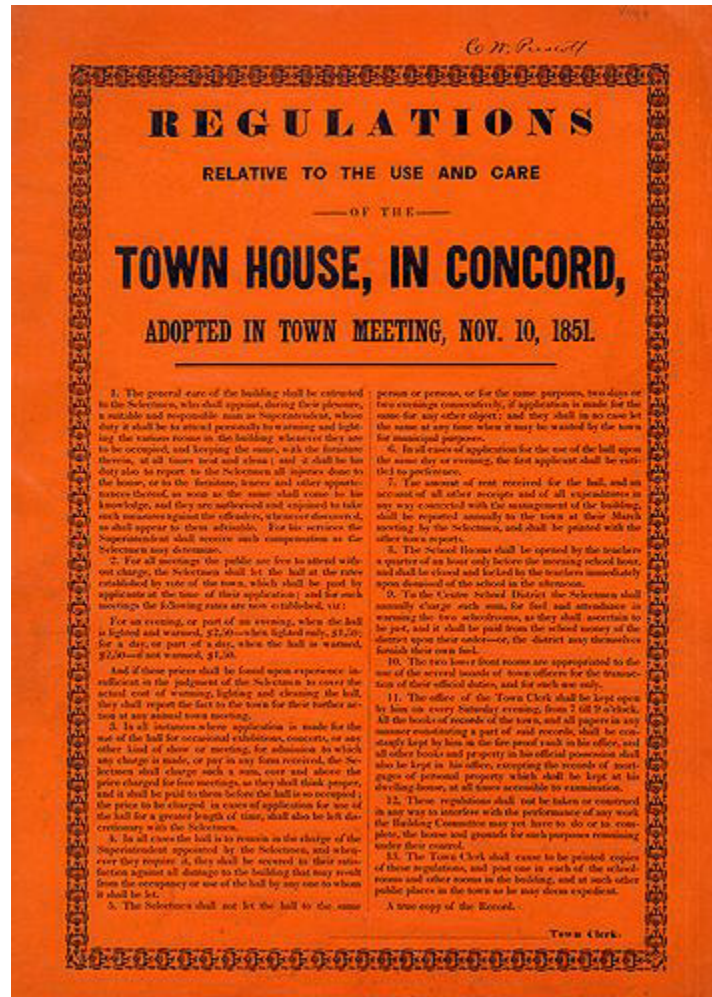 C. W. Prescott
REGULATIONS
RELATIVE TO THE USE AND CARE
OF THE
TOWN HOUSE, IN CONCORD,
ADOPTED IN TOWN MEETING, NOV. 10, 1851.
1. The general care of the building shall be entrusted
to the Selectmen, who shall appoint, during their pleasure,
a suitable and responsible man as Superintendent, whose
duty it shall be to attend personally to warming and light-
ing the various rooms in the building whenever they are
to be occupied, and keeping the same, with the furniture
therein, at all times neat and clean; and it shall be his
duty also to report to the Selectmen all injuries done to
the house, or to the furniture, fences and other appurte-
nances thereof, as soon as the same shall come to his
knowledge, and they are authorised and enjoined to take
such measures against the offenders, whenever discovered,
as shall appear to them advisable. For his services the
Superintendent shall receive such compensation as the
Selectmen may determine.
2. For all meetings the public are free to attend with-
out charge, the Selectmen shall let the hall at the rates
established by vote of the town, which shall be paid by
applicants at the time of their application; and for such
meetings the following rates are now established, viz:
For an evening, or part of an evening, when the hall
is lighted and warmed, $2,50—when lighted only, $1,50;
for a day, or part of a day, when the hall is warmed,
$2,50—if not warmed, $1,50.
And if these prices shall be found upon experience in-
sufficient in the judgment of the Selectmen to cover the
actual cost of warming, lighting and cleaning the hall,
they shall report the fact to the town for their further ac-
tion at any annual town meeting.
3. In all instances where application is made for the
use of the hall for occasional exhibitions, concerts, or any
other kind of show or meeting, for admission to which
any charge is made, or pay in any form received, the Se-
lectmen shall charge such a sum, over and above the
price charged for free meetings, as they shall think proper,
and it shall be paid to them before the hall is so occupied;
the price to be charged in cases of application for use of
the hall for a greater length of time, shall also be left dis-
cretionary with the Selectmen.
4. In all cases the hall is to remain in the charge of the
Superintendent appointed by the Selectmen, and when-
ever they require it, they shall be secured to their satis-
faction against all damage to the building that may result
from the occupancy or use of the hall by any one to whom
it shall be let.
5. The Selectmen shall not let the hall to the same
person or persons, or for the same purposes, two days or
two evenings consecutively, if application is made for the
same for any other object; and they shall in no case let
the same at any time when it may be wanted by the town
for municipal purposes.
6. In all cases of application for the use of the hall upon
the same day or evening, the first applicant shall be enti-
tled to preference.
7. The amount of rent received for the hall, and an
account of all other receipts and of all expenditures in
any way connected with the management of the building,
shall be reported annually to the town at their March
meeting by the Selectmen, and shall be printed with the
other town reports.
8. The School Rooms shall be opened by the teachers
a quarter of an hour only before the morning school hour,
and shall be closed and locked by the teachers immediately
upon dismissal of the school in the afternoon.
9. To the Centre School District the Selectmen shall
annually charge such sum, for fuel and attendance in
warming the two schoolrooms, as they shall ascertain to
be just, and it shall be paid from the school money of the
district upon their order—or, the district may themselves
furnish their own fuel.
10. The two lower front rooms are appropriated to the
use of the several boards of town officers for the transac-
tion of their official duties, and for such use only.
11. The office of the Town Clerk shall be kept open
by him on every Saturday evening, from 7 till 9 o'clock.
All the books of records of the town, and all papers in any
manner constituting a part of said records, shall be con-
stantly kept by him in the fire proof vault in his office, and
all other books and property in his official possession shall
also be kept in his office, excepting the records of mort-
gages of personal property which shall be kept at his
dwelling-house, at all times accessible to examination.
12. These regulations shall not be taken or construed
in any way to interfere with the performance of any work
the Building Committee may yet have to do or to com-
plete, the house and grounds for such purposes remaining
under their control.
13. The Town Clerk shall cause to be printed copies
of these regulations, and post one in each of the school-
rooms and other rooms in the building, and at such other
public places in the town as he may deem expedient.
A true copy of the Record.
Town Clerk.